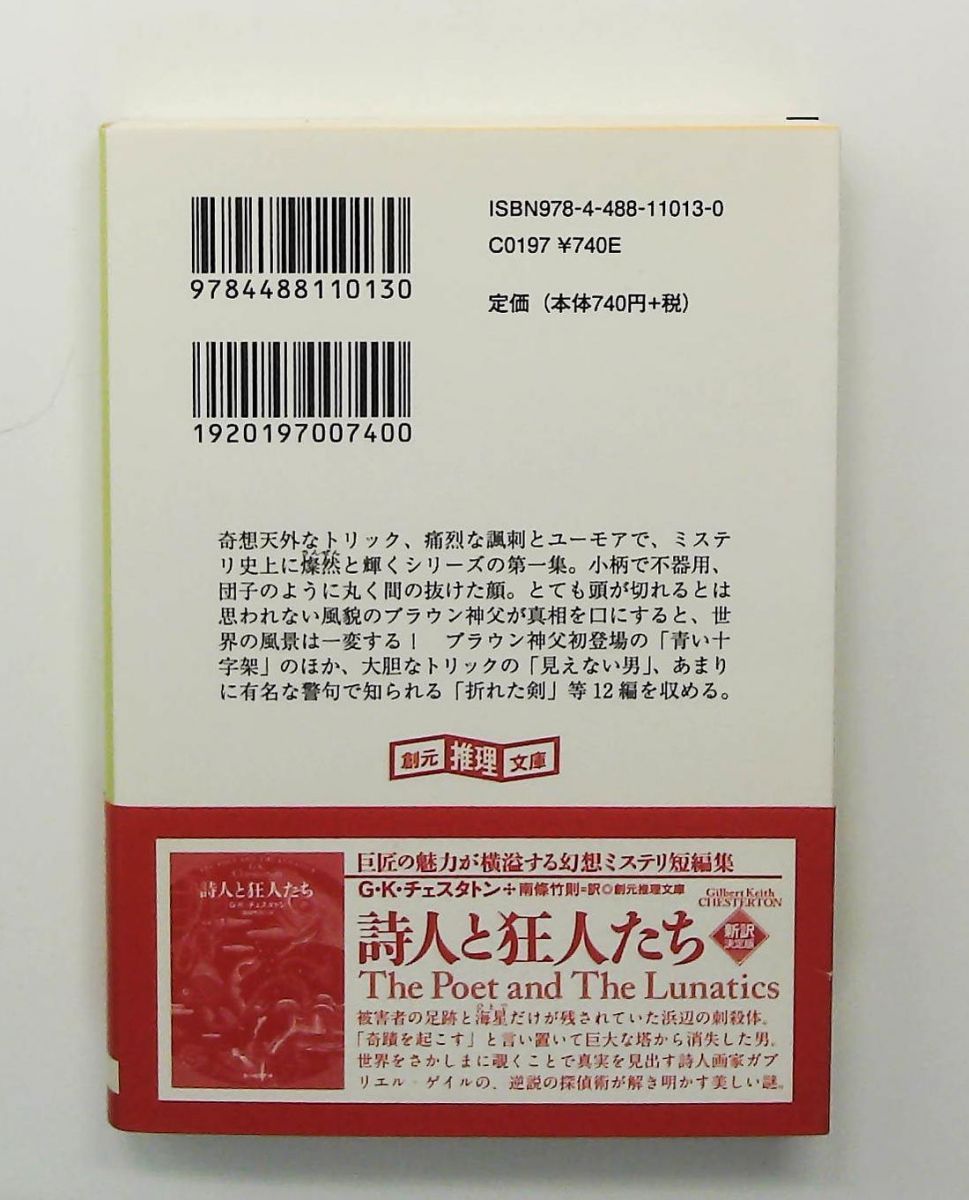 9784488110130
1920197007400
ISBN978-4-488-11013-0
C0197 ¥740E
定価（本体740円+税）
奇想天外なトリック、痛烈な諷刺とユーモアで、ミステ
リ史上に燦然と輝くシリーズの第一集。小柄で不器用、
団子のように丸く間の抜けた顔。とても頭が切れるとは
思われない風貌のブラウン神父が真相を口にすると、世
界の風景は一変する！　ブラウン神父初登場の「青い十
字架」のほか、大胆なトリックの「見えない男」、あまり
に有名な警句で知られる「折れた剣」等12編を収める。
創元 推理 文庫
詩人と狂人たち
G・K・チェスタトン
巨匠の魅力が横溢する幻想ミステリ短編集
G・K・チェスタトン+南條竹則=訳◎創元推理文庫
Gilbert Keith
CHESTERTON
詩人と狂人たち
新訳
決定版
The Poet and The Lunatics
被害者の足跡と海星だけが残されていた浜辺の刺殺体。
「奇蹟を起こす」と言い置いて巨大な塔から消失した男。
世界をさかしまに覗くことで真実を見出す詩人画家ガブ
リエル・ゲイルの、逆説の探偵術が解き明かす美しい謎。